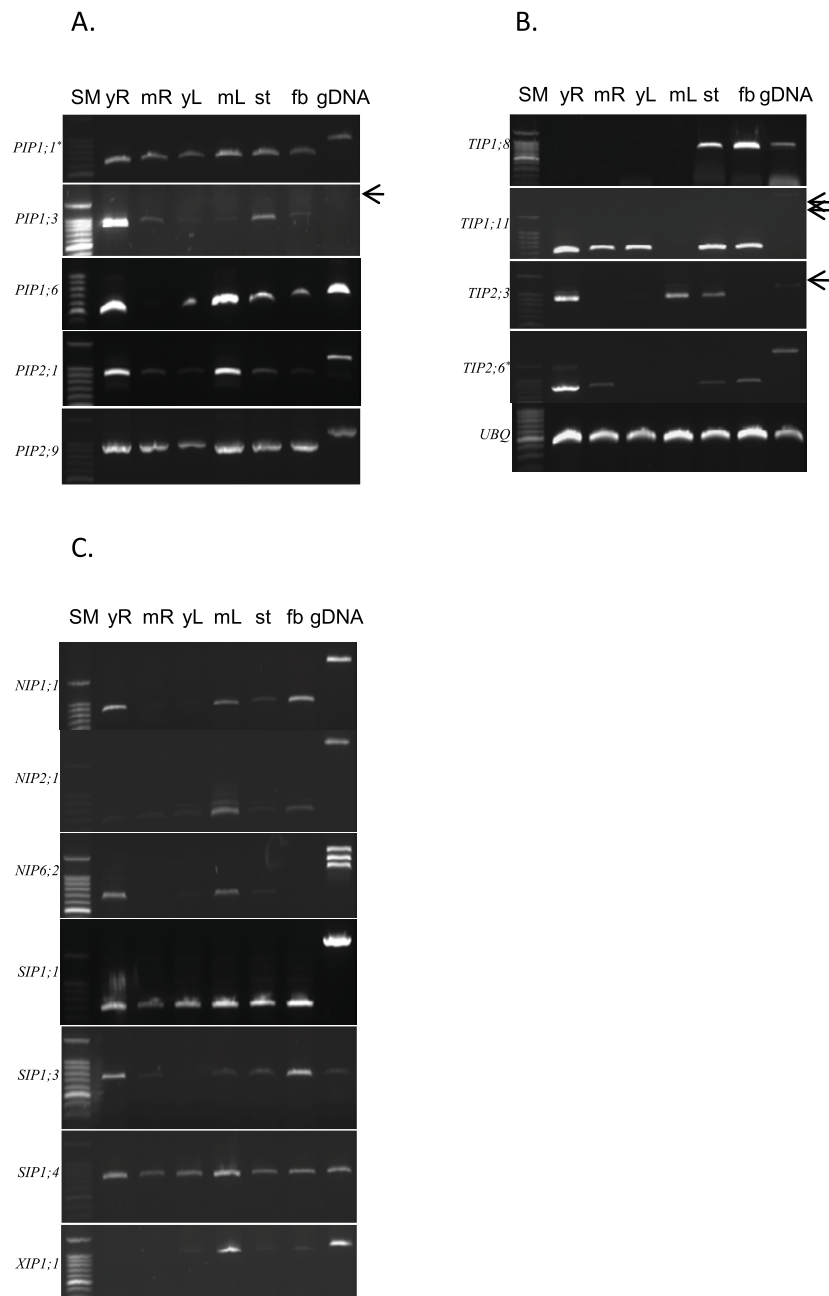 A.
SM yR mR yL mL st fb gDNA
PIP1;1*
PIP1;3
PIP1;6
PIP2;1
PIP2;9
B.
SM yR mR yL mL st fb gDNA
TIP1;8
TIP1;11
TIP2;3
TIP2;6*
UBQ
C.
SM yR mR yL mL st fb gDNA
NIP1;1
NIP2;1
NIP6;2
SIP1;1
SIP1;3
SIP1;4
XIP1;1